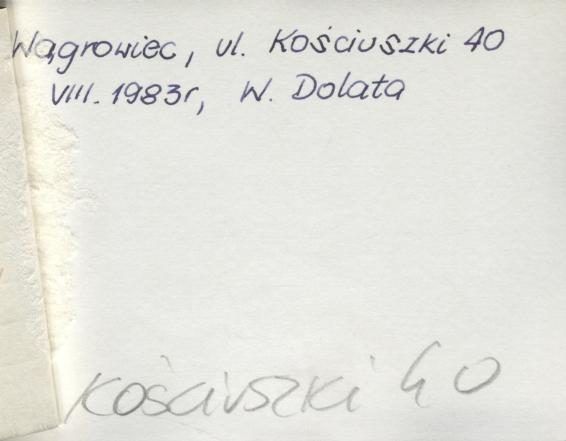 Wągrowiec, ul. Kościuszki 40
VIII. 1983r, W. Dolata
Kościuszki 40